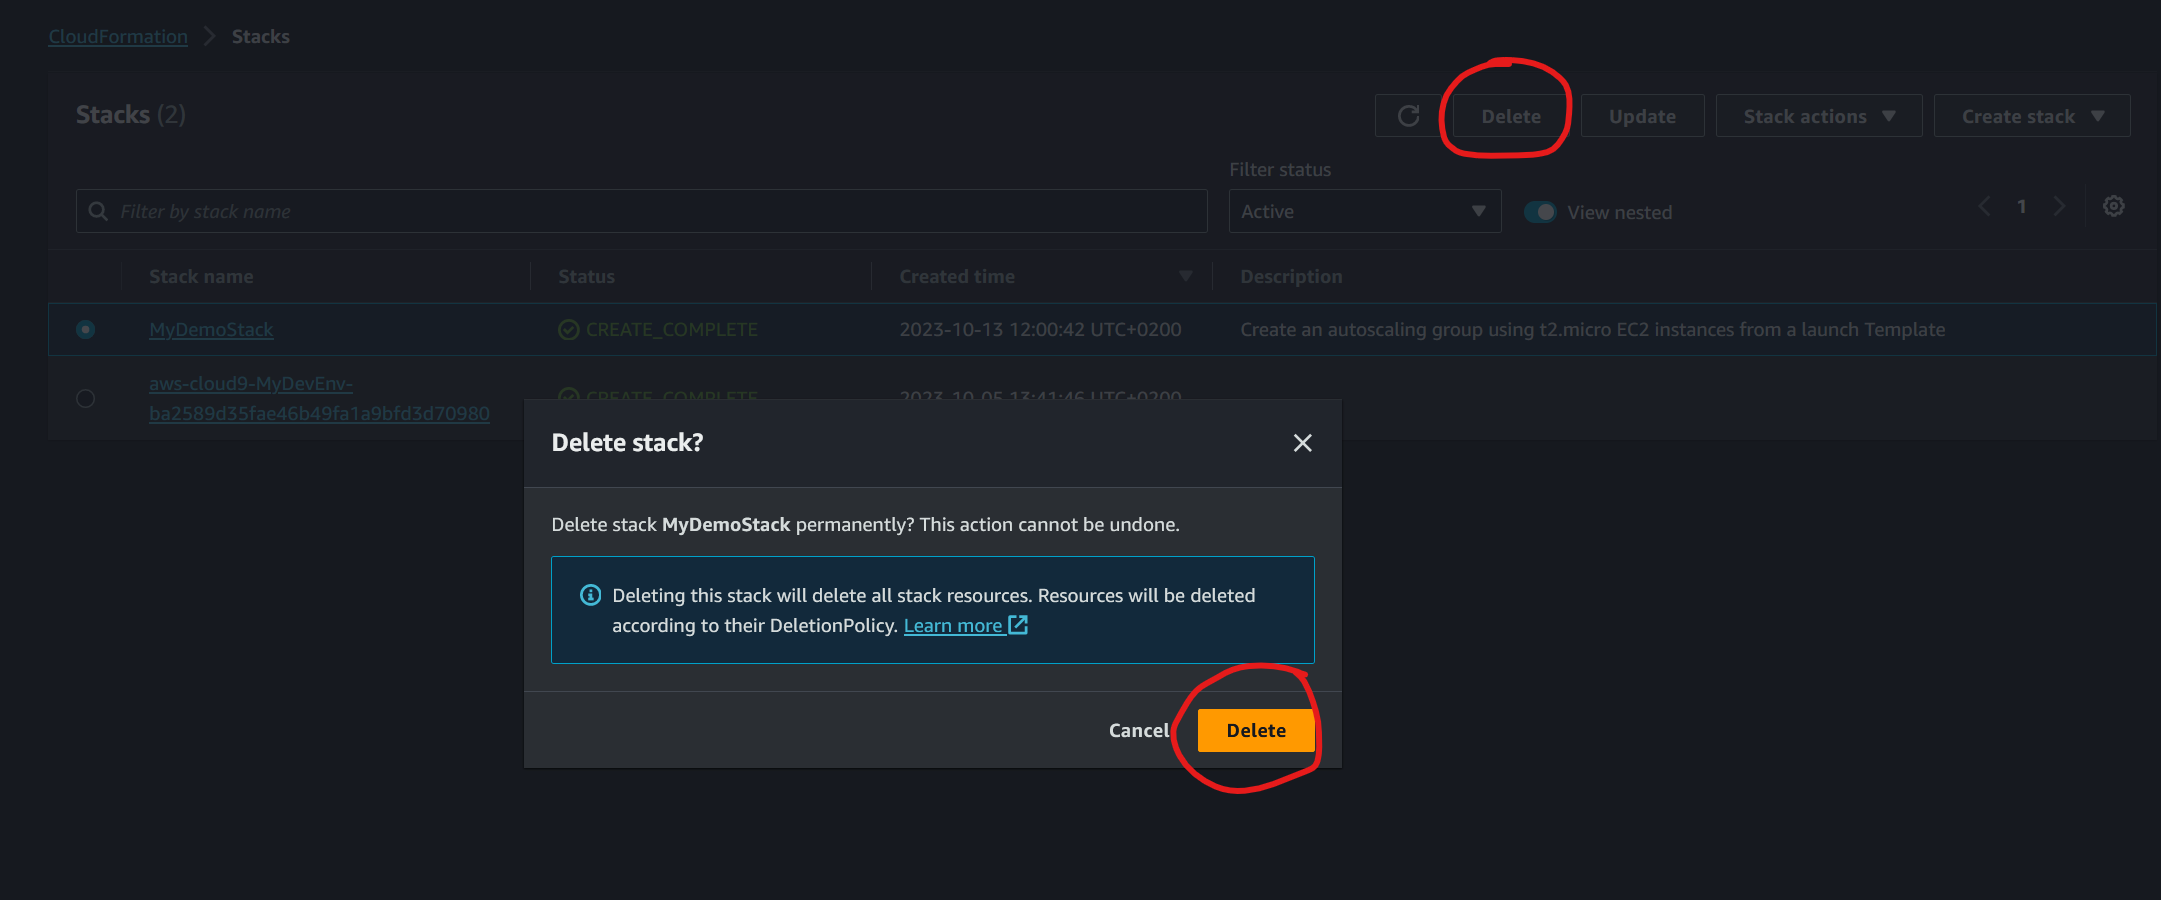 CloudFormation Stacks
Stacks (2)
Delete
Update
Stack actions
Create stack
Filter status
Filter by stack name
Active
View nested
1
Stack name Status Created time Description
MyDemoStack CREATE_COMPLETE 2023-10-13 12:00:42 UTC+0200 Create an autoscaling group using t2.micro EC2 instances from a launch Template
aws-cloud9-MyDevEnv-
ba2589d35fae46b49fa1a9bfd3d70980
CREATE_COMPLETE 2023-10-05 13:41:46 UTC+0200
Delete stack?
Delete stack MyDemoStack permanently? This action cannot be undone.
Deleting this stack will delete all stack resources. Resources will be deleted
according to their DeletionPolicy. Learn more
Cancel Delete